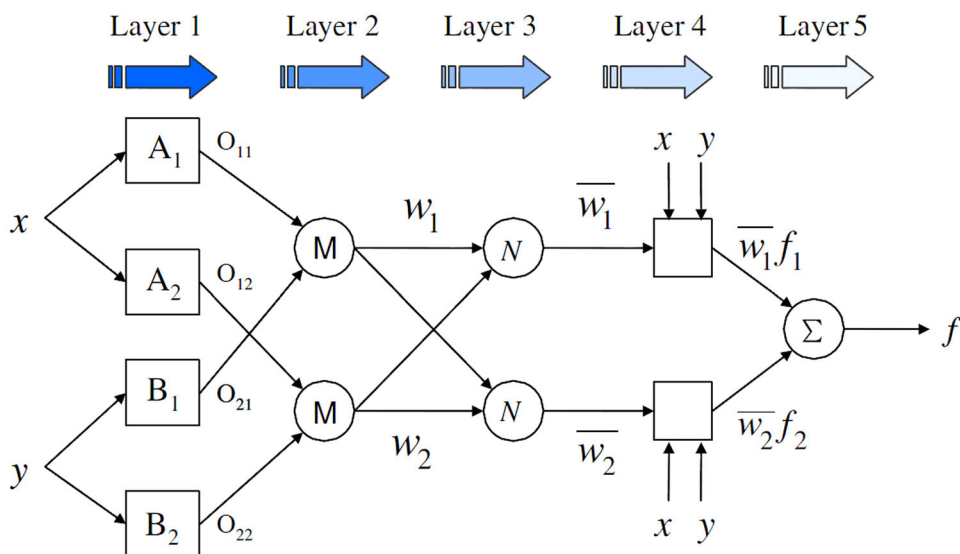 Layer 1 Layer 2 Layer 3 Layer 4 Layer 5
A₁ O₁₁ x y
x M w₁ N w̅₁ w̅₁f₁
A₂ O₁₂
Σ f
B₁ O₂₁
M w₂ N w̅₂ w̅₂f₂
y
B₂ O₂₂ x y